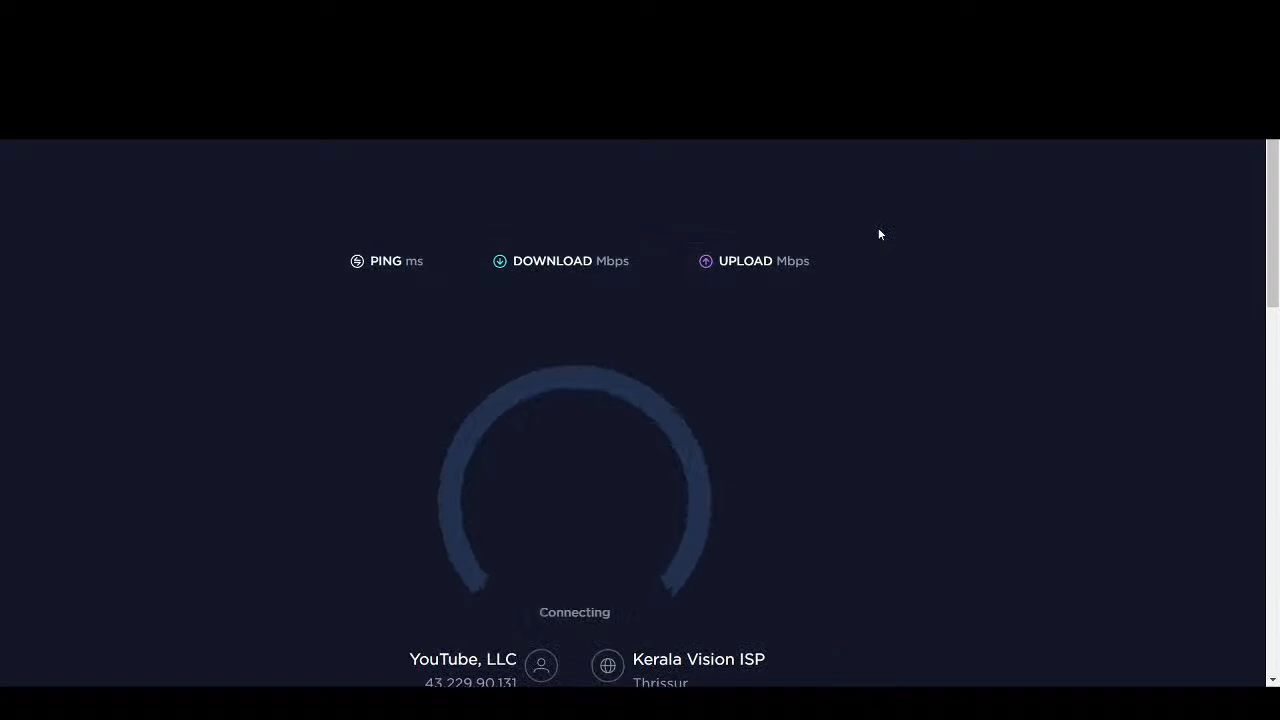 PING ms DOWNLOAD Mbps UPLOAD Mbps
Connecting
YouTube, LLC Kerala Vision ISP
43.229.90.131 Thrissur